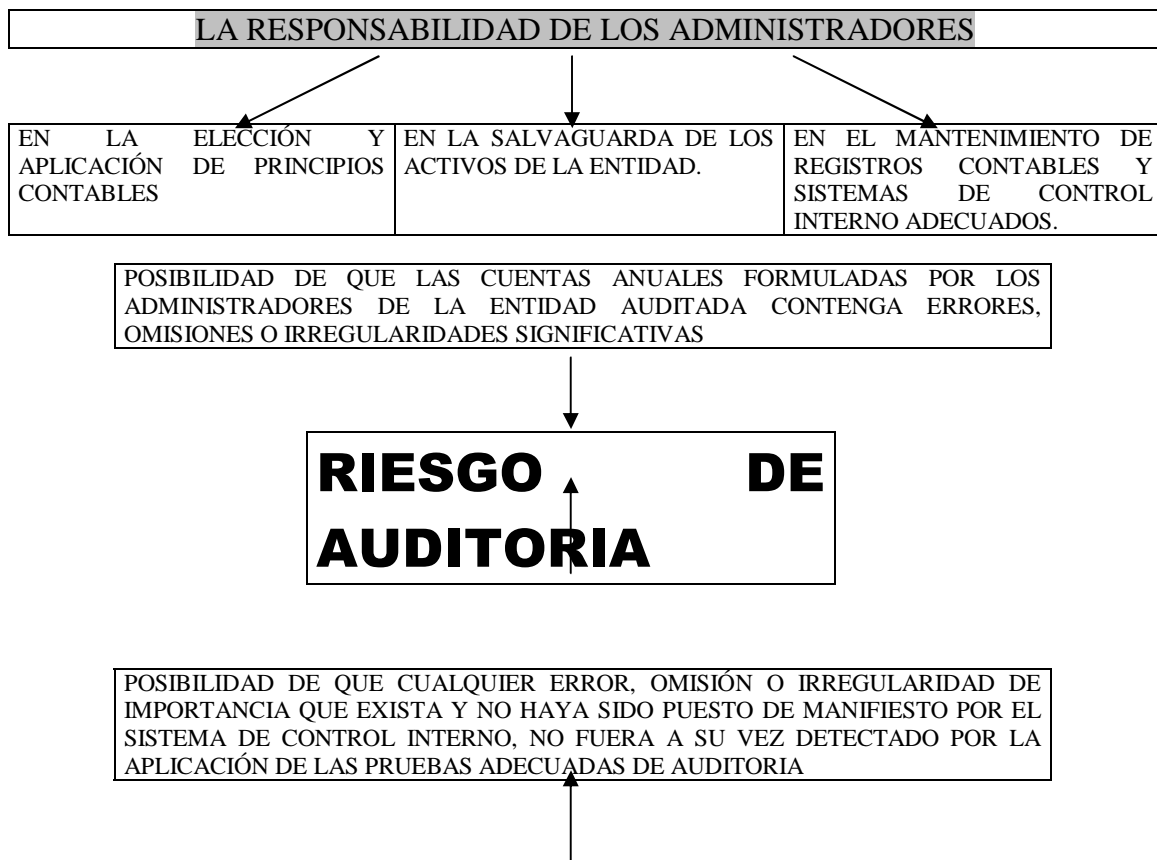 LA RESPONSABILIDAD DE LOS ADMINISTRADORES
EN LA ELECCIÓN Y
APLICACIÓN DE PRINCIPIOS
CONTABLES
EN LA SALVAGUARDA DE LOS
ACTIVOS DE LA ENTIDAD.
EN EL MANTENIMIENTO DE
REGISTROS CONTABLES Y
SISTEMAS DE CONTROL
INTERNO ADECUADOS.
POSIBILIDAD DE QUE LAS CUENTAS ANUALES FORMULADAS POR LOS
ADMINISTRADORES DE LA ENTIDAD AUDITADA CONTENGA ERRORES,
OMISIONES O IRREGULARIDADES SIGNIFICATIVAS
RIESGO DE
AUDITORIA
POSIBILIDAD DE QUE CUALQUIER ERROR, OMISIÓN O IRREGULARIDAD DE
IMPORTANCIA QUE EXISTA Y NO HAYA SIDO PUESTO DE MANIFIESTO POR EL
SISTEMA DE CONTROL INTERNO, NO FUERA A SU VEZ DETECTADO POR LA
APLICACIÓN DE LAS PRUEBAS ADECUADAS DE AUDITORIA